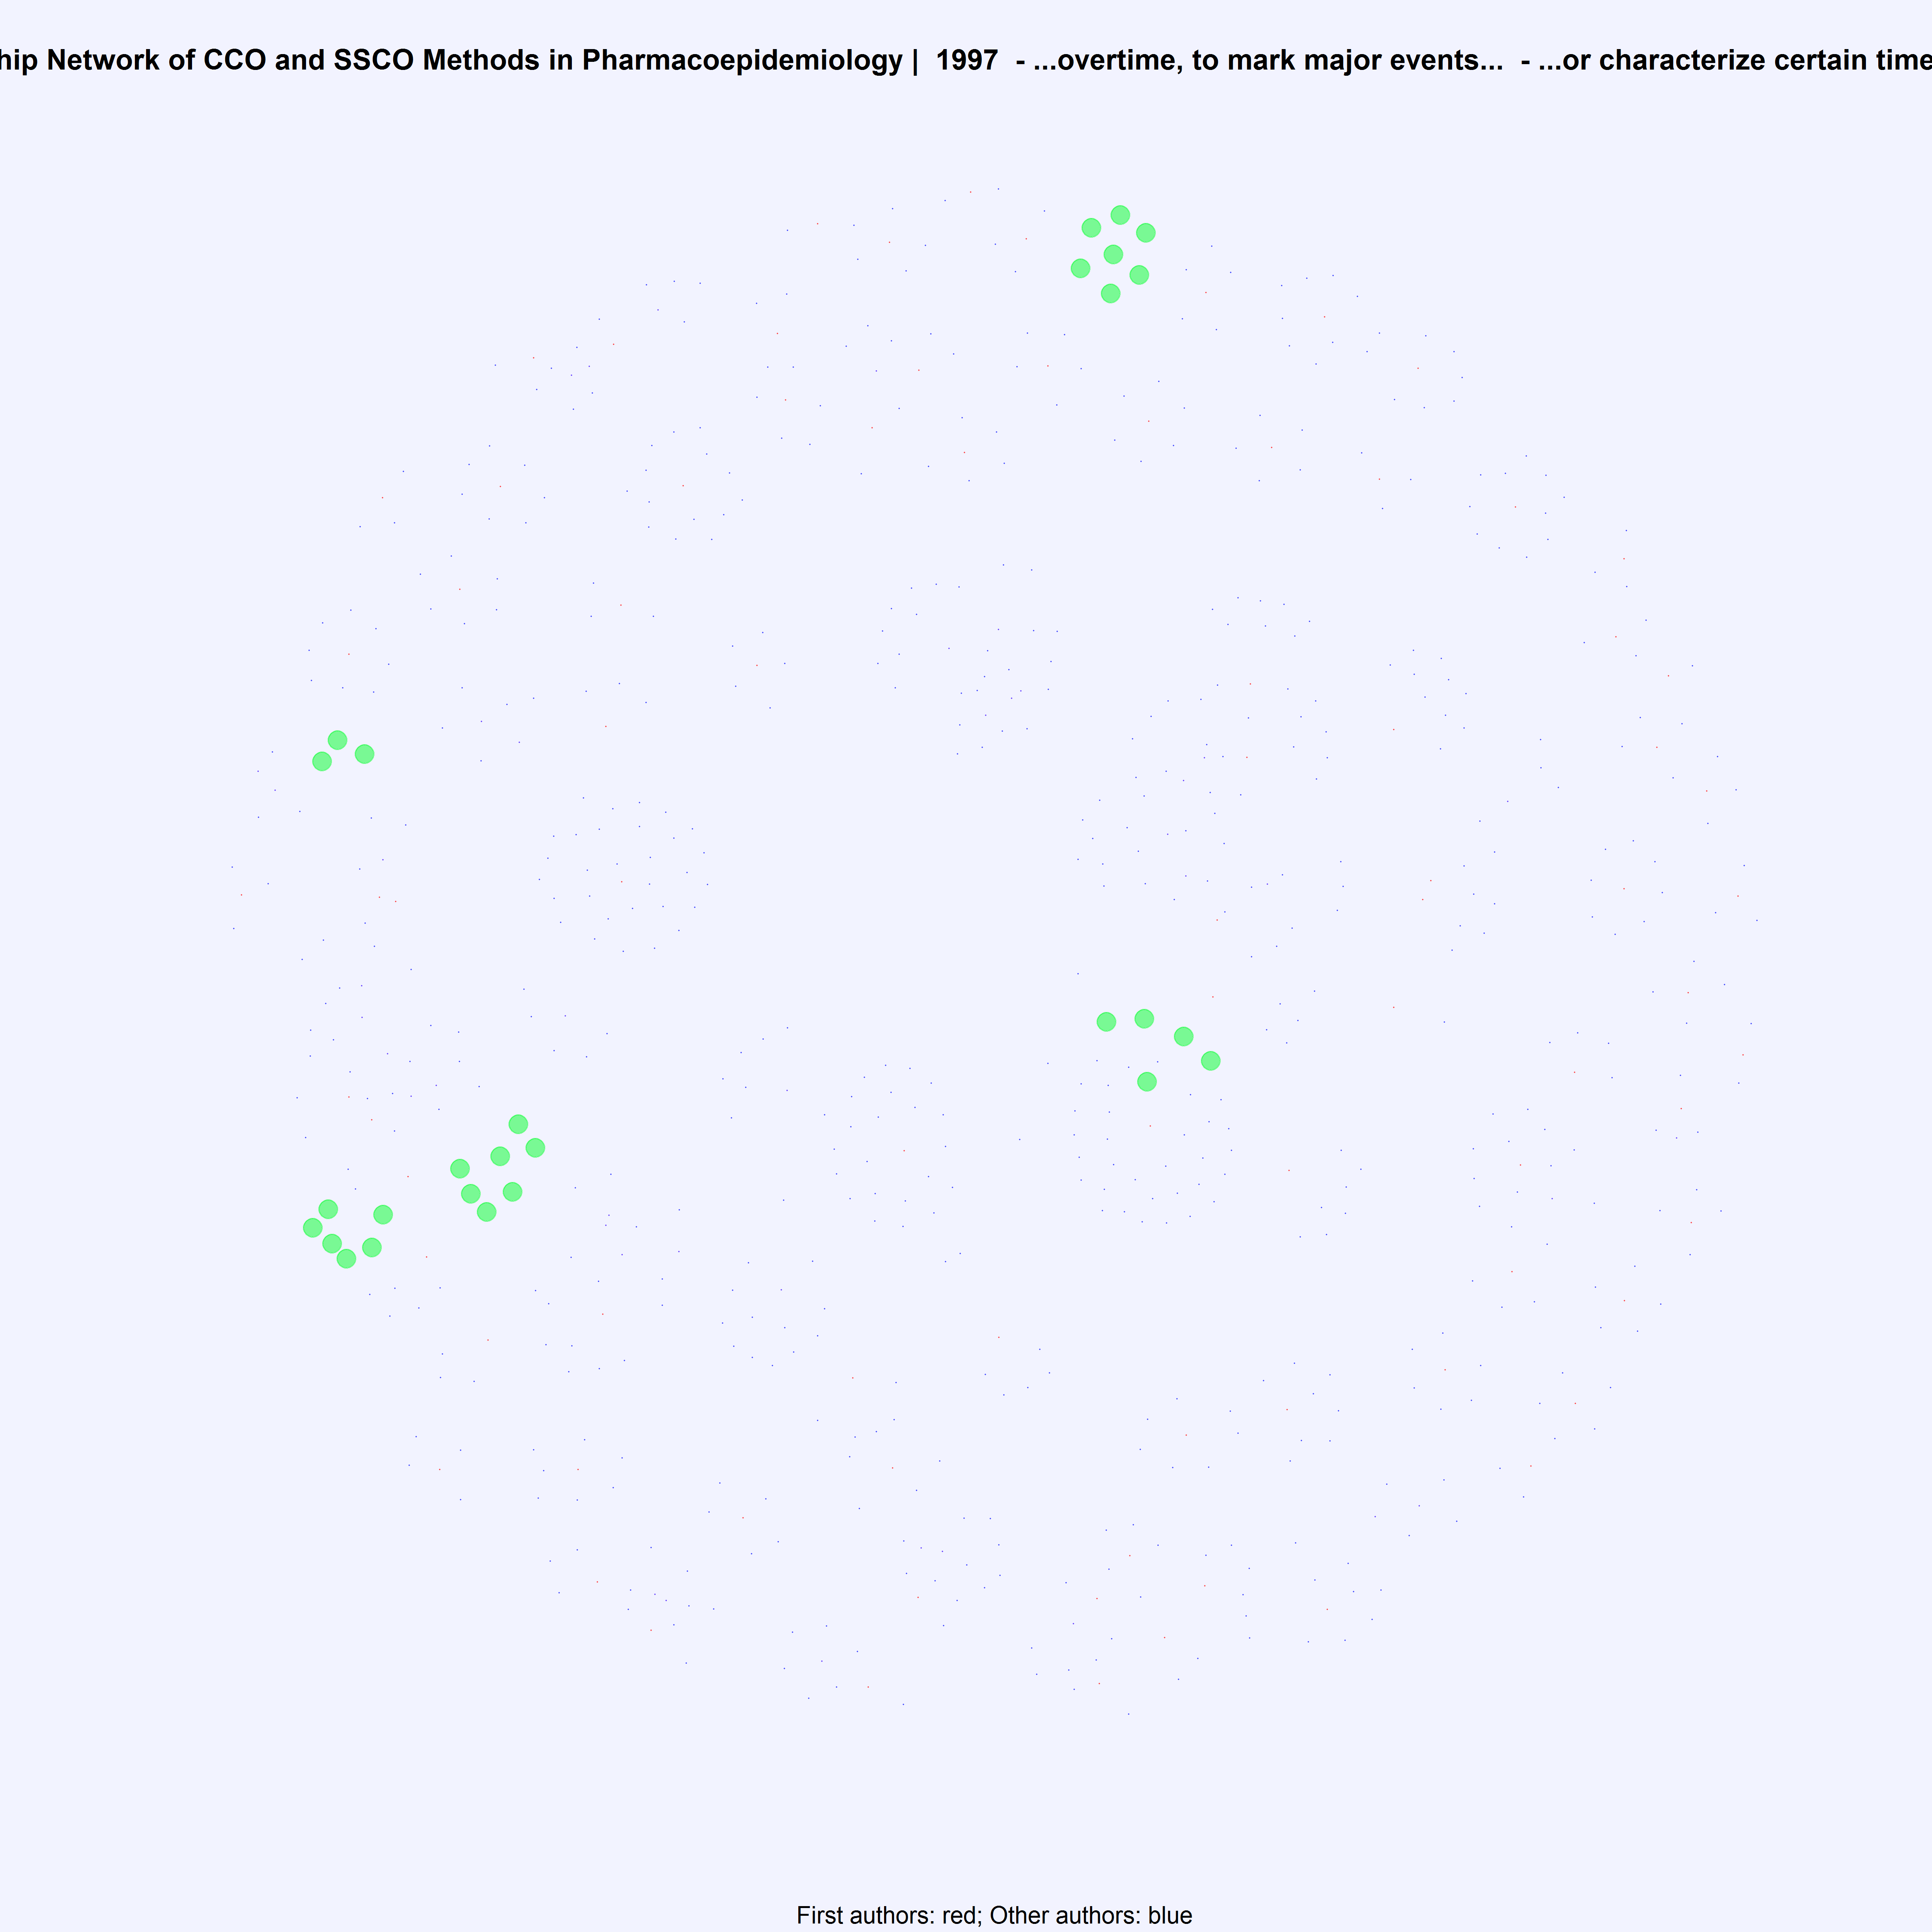 hip Network of CCO and SSCO Methods in Pharmacoepidemiology | 1997 - ...overtime, to mark major events... - ...or characterize certain time
First authors: red; Other authors: blue